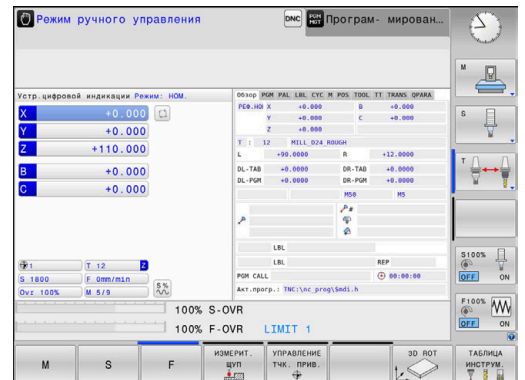 Режим ручного управления
DNC
PGM MGT
Програм- мирован...
Устр.цифровой индикации Режим: НОМ.
X +0.000
Y +0.000
Z +110.000
B +0.000
C +0.000
1 T 12 Z
S 1800 F 0mm/min
Ovr 100% M 5/9
S %
Обзор PGM PAL LBL CYC M POS TOOL TT TRANS QPARA
РЕФ.НОМ X +0.000 B +0.000
Y +0.000 C +0.000
Z +0.000
T : 12 MILL_D24_ROUGH
L +90.0000 R +12.0000
DL-TAB +0.0000 DR-TAB +0.0000
DL-PGM +0.0000 DR-PGM +0.0000
M50 M5
P #
LBL
LBL REP
PGM CALL 00:00:00
Акт.прогр.: TNC:\nc_prog\$mdi.h
100% S-OVR
100% F-OVR LIMIT 1
M
S
T
S100%
OFF ON
F100% W
OFF ON
M
S
F
ИЗМЕРИТ. ЩУП
УПРАВЛЕНИЕ ТЧК. ПРИВ.
3D ROT
ТАБЛИЦА ИНСТРУМ.